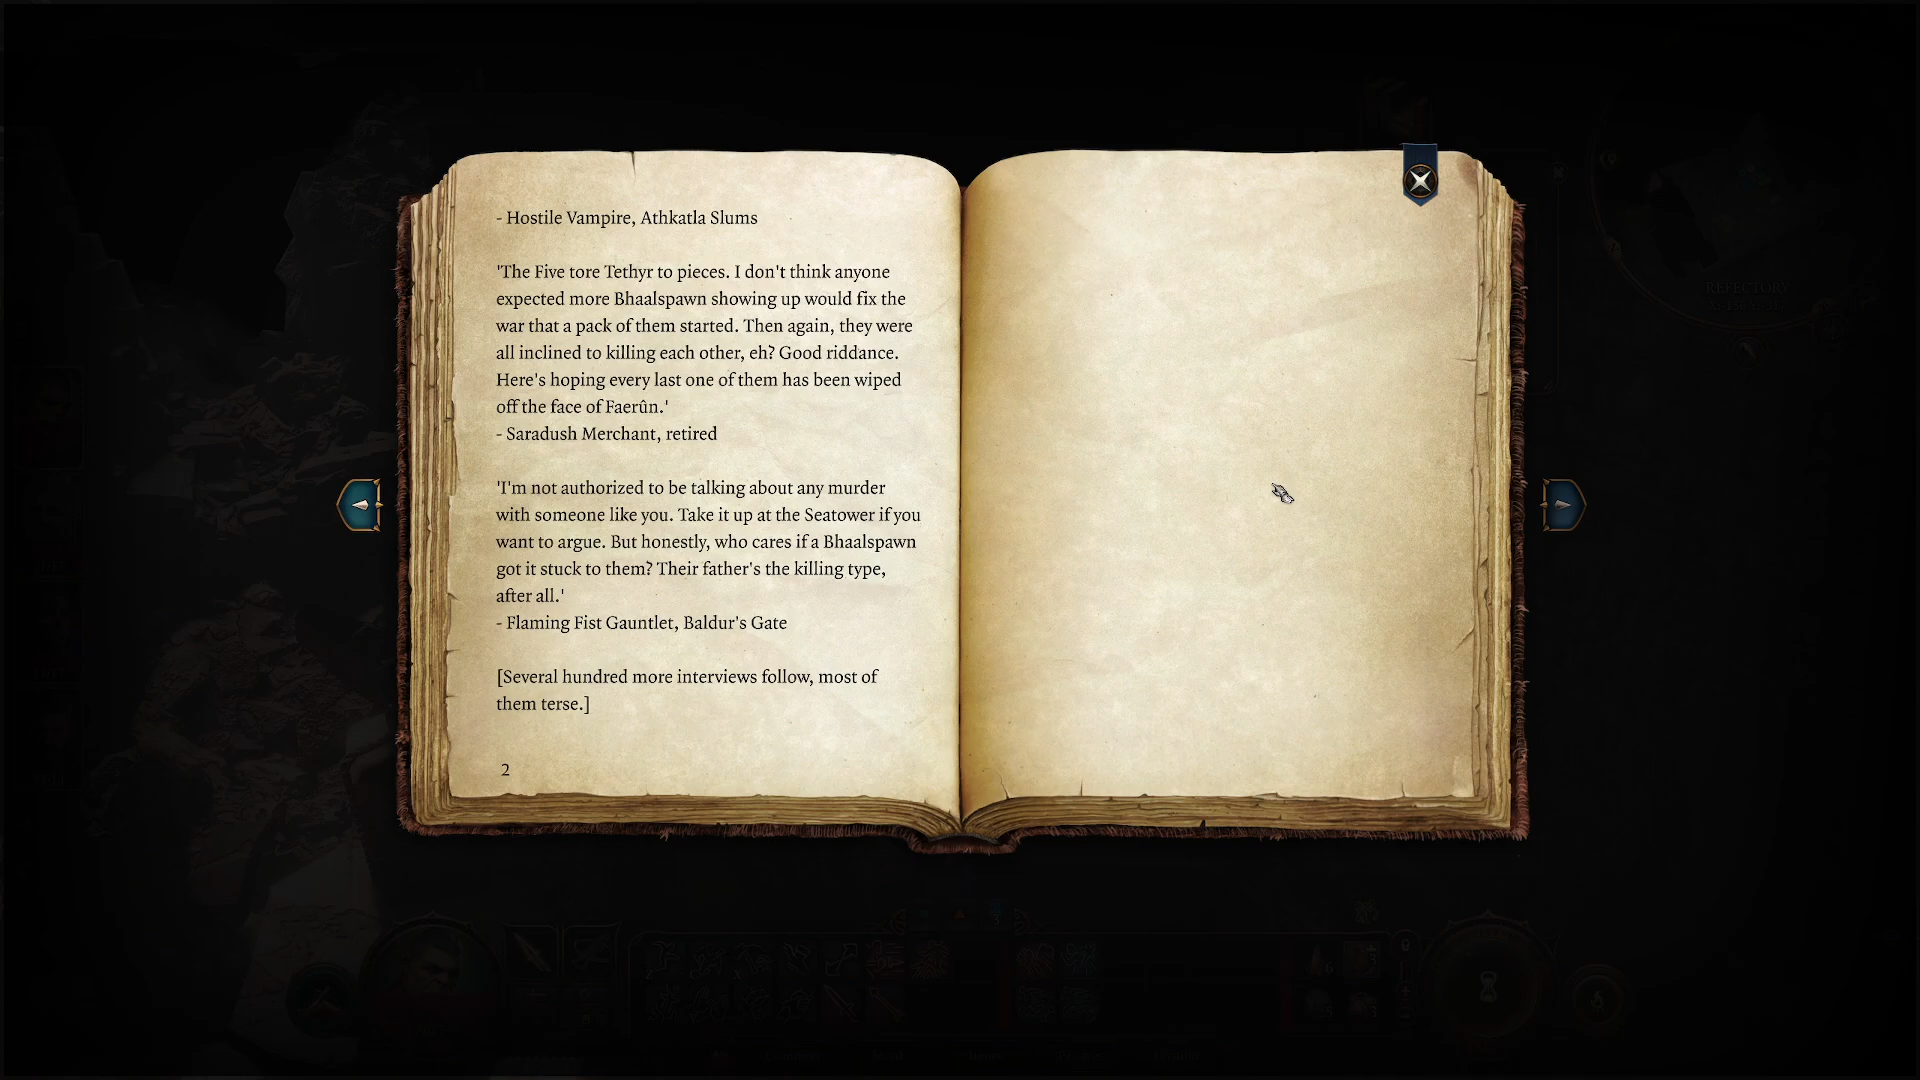 - Hostile Vampire, Athkatla Slums
'The Five tore Tethyr to pieces. I don't think anyone
expected more Bhaalspawn showing up would fix the
war that a pack of them started. Then again, they were
all inclined to killing each other, eh? Good riddance.
Here's hoping every last one of them has been wiped
off the face of Faerûn.'
- Saradush Merchant, retired
'I'm not authorized to be talking about any murder
with someone like you. Take it up at the Seatower if you
want to argue. But honestly, who cares if a Bhaalspawn
got it stuck to them? Their father's the killing type,
after all.'
- Flaming Fist Gauntlet, Baldur's Gate
[Several hundred more interviews follow, most of
them terse.]
2
REFECTORY